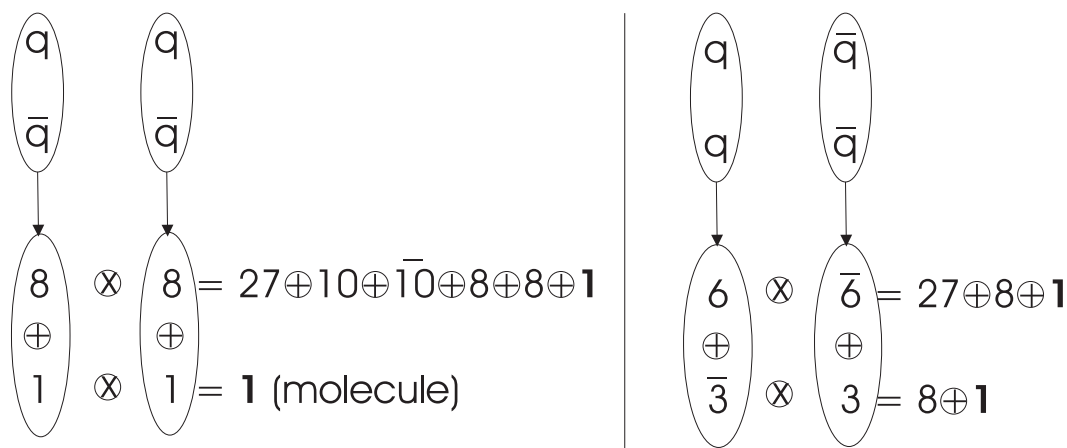 q q
q̄ q̄
8 ⊗ 8 = 27⊕10⊕1̄0̄⊕8⊕8⊕1
⊕ ⊕
1 ⊗ 1 = 1 (molecule)
q q̄
q q̄
6 ⊗ 6̄ = 27⊕8⊕1
⊕ ⊕
3̄ ⊗ 3 = 8⊕1